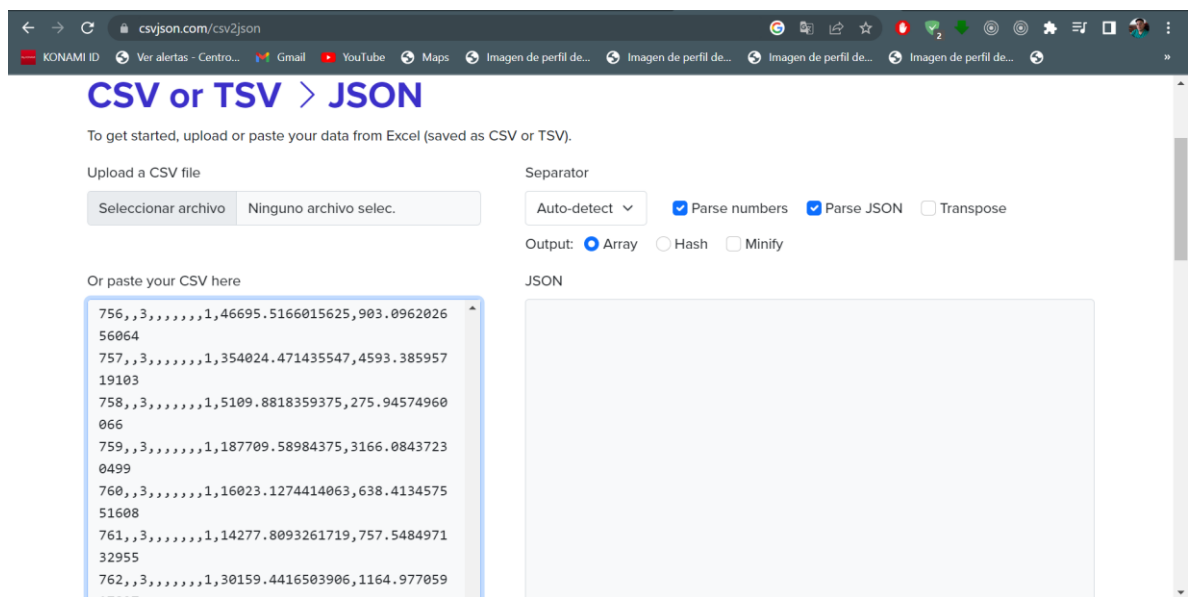 csvjson.com/csv2json
2
KONAMI ID Ver alertas - Centro... Gmail YouTube Maps Imagen de perfil de... Imagen de perfil de... Imagen de perfil de... Imagen de perfil de... »
CSV or TSV > JSON
To get started, upload or paste your data from Excel (saved as CSV or TSV).
Upload a CSV file
Seleccionar archivo Ninguno archivo selec.
Separator
Auto-detect Parse numbers Parse JSON Transpose
Output: Array Hash Minify
Or paste your CSV here
756,,3,,,,,,,1,46695.5166015625,903.0962026
56064
757,,3,,,,,,,1,354024.471435547,4593.385957
19103
758,,3,,,,,,,1,5109.8818359375,275.94574960
066
759,,3,,,,,,,1,187709.58984375,3166.0843723
0499
760,,3,,,,,,,1,16023.1274414063,638.4134575
51608
761,,3,,,,,,,1,14277.8093261719,757.5484971
32955
762,,3,,,,,,,1,30159.4416503906,1164.977059
JSON